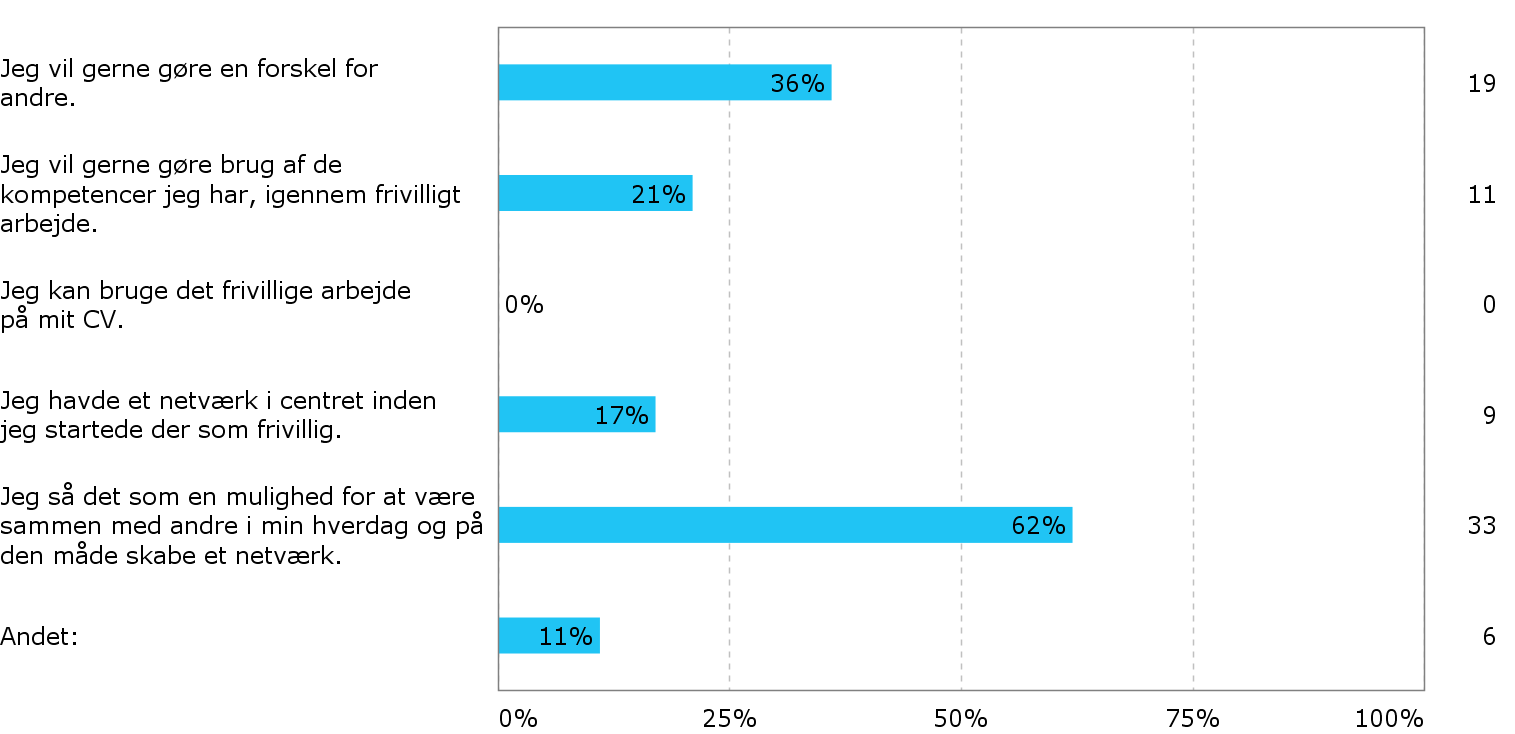 Jeg vil gerne gøre en forskel for
andre.
36%
19
Jeg vil gerne gøre brug af de
kompetencer jeg har, igennem frivilligt
arbejde.
21%
11
Jeg kan bruge det frivillige arbejde
på mit CV.
0%
0
Jeg havde et netværk i centret inden
jeg startede der som frivillig.
17%
9
Jeg så det som en mulighed for at være
sammen med andre i min hverdag og på
den måde skabe et netværk.
62%
33
Andet:
11%
6
0% 25% 50% 75% 100%